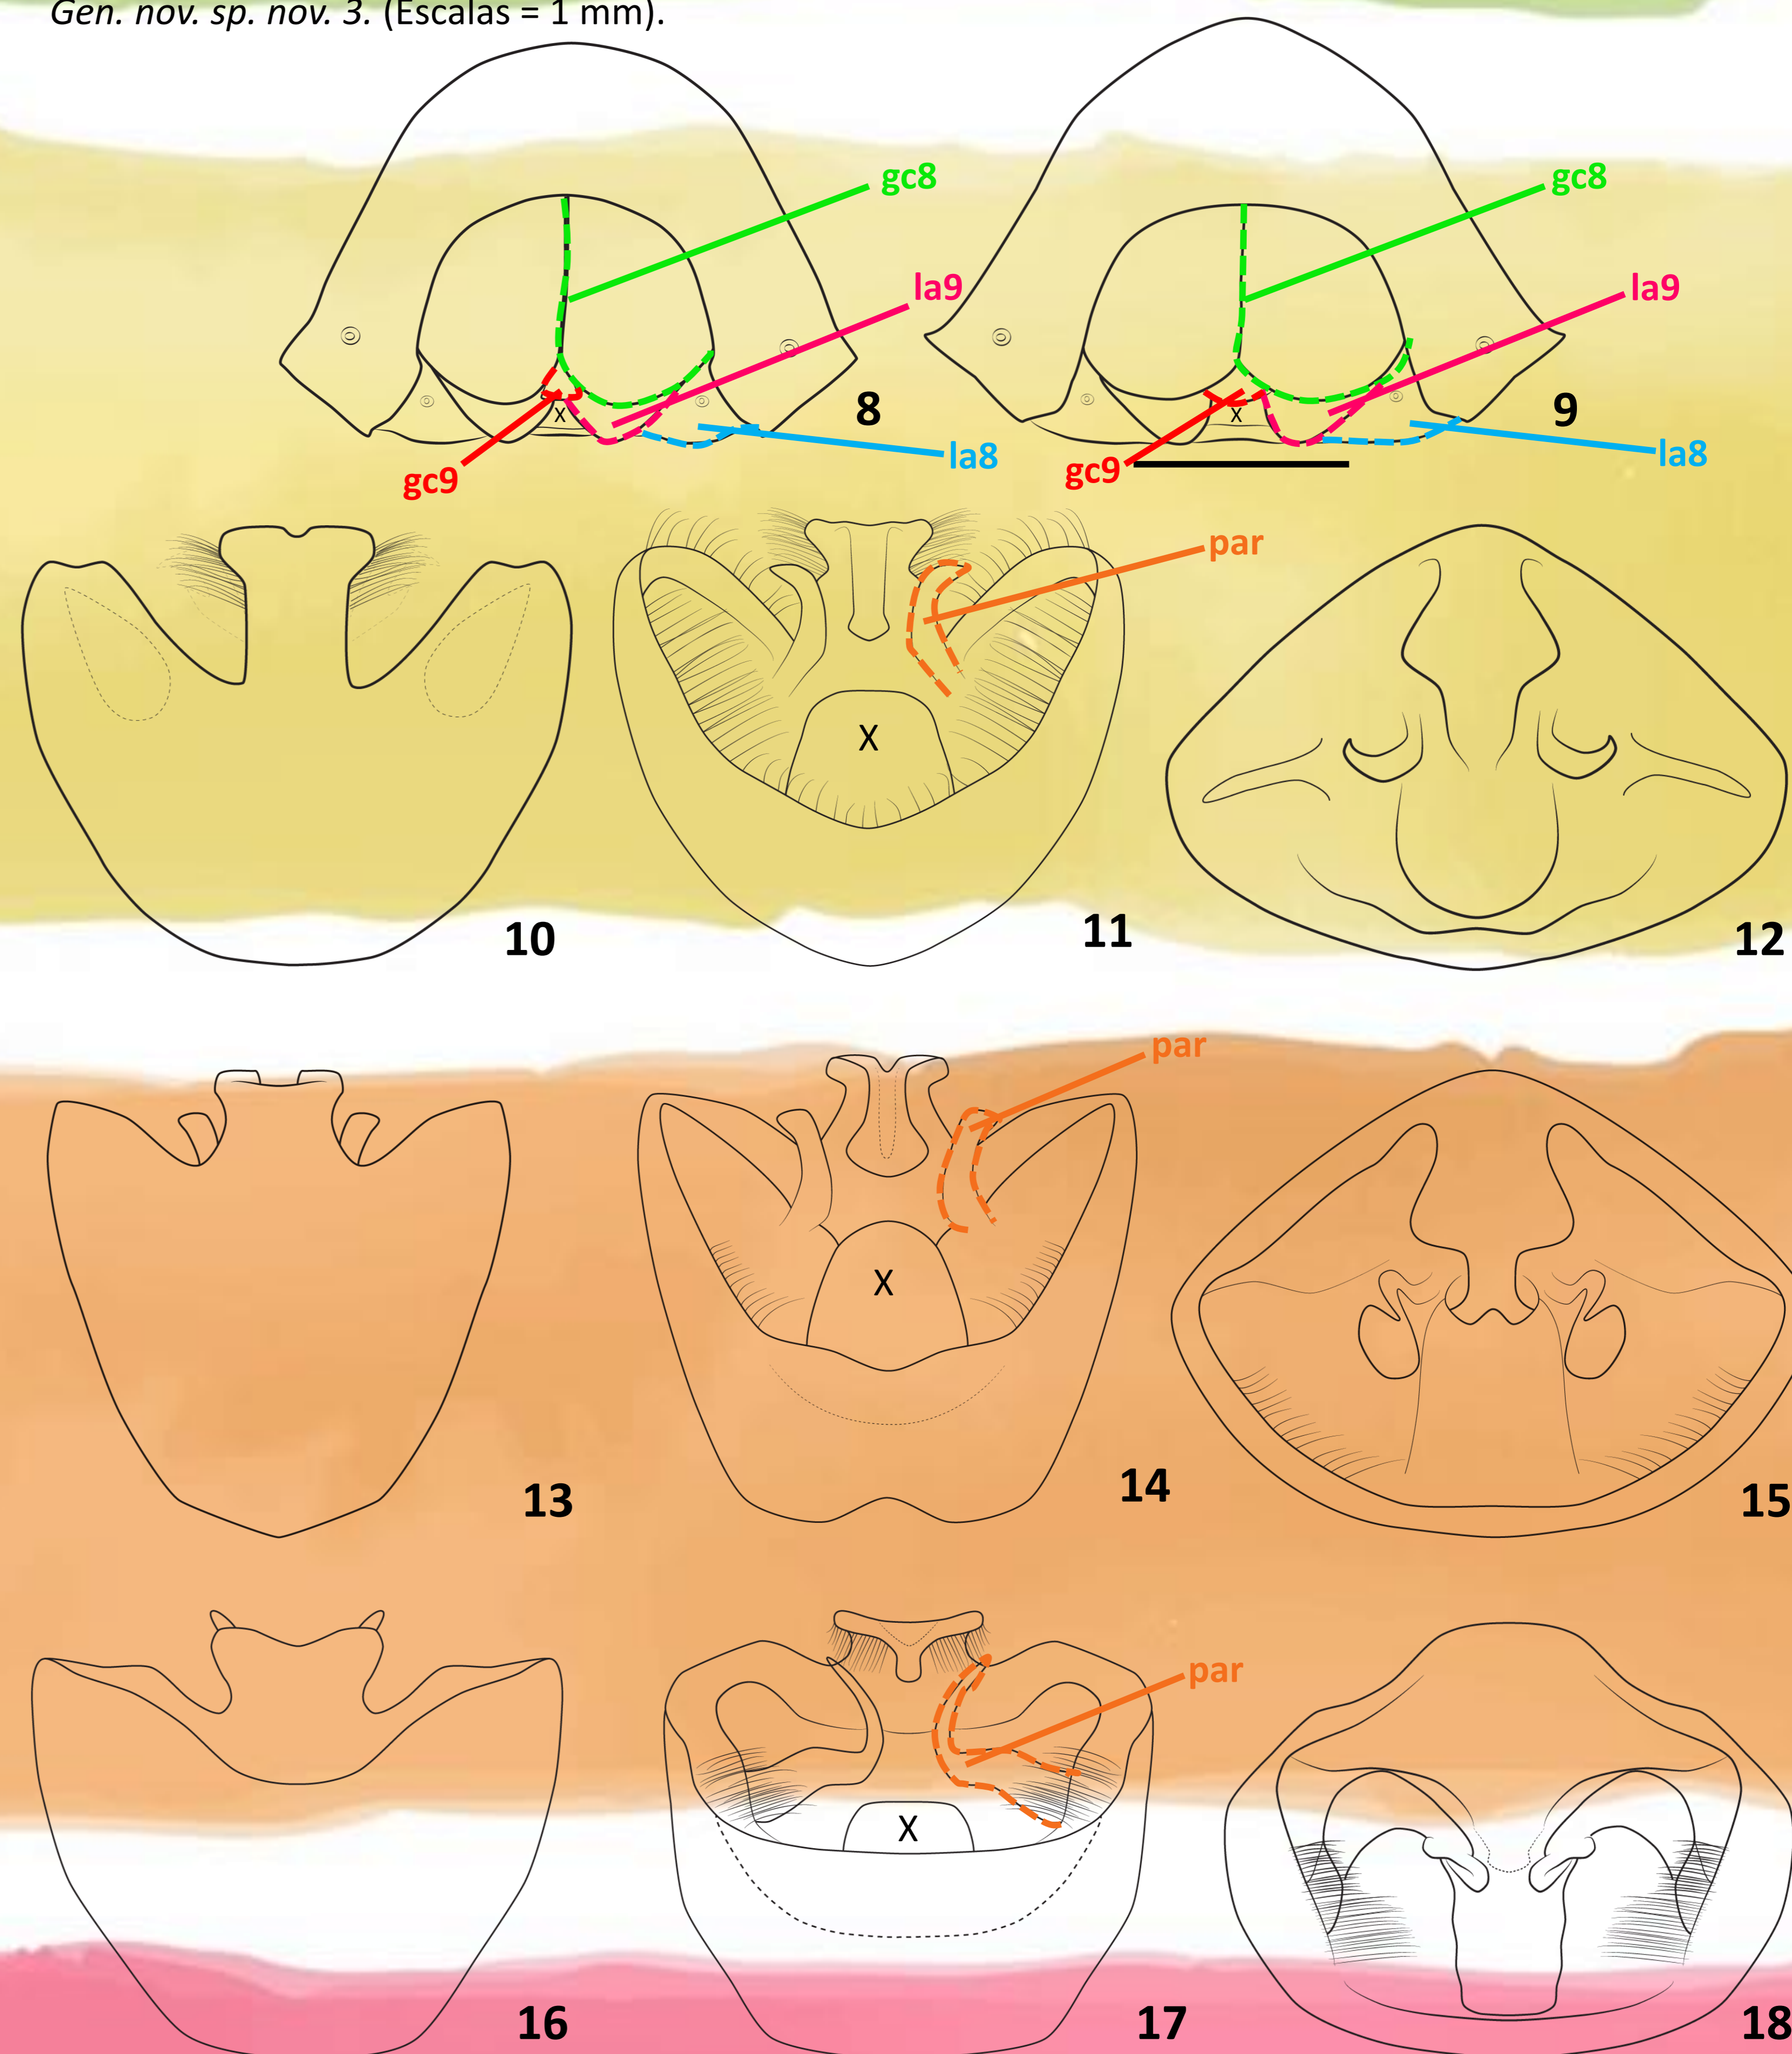 Gen. nov. sp. nov. 3. (Escalas = 1 mm).
gc8
gc8
la9
la9
8
9
x
x
la8
la8
gc9
gc9
par
X
10
11
12
par
X
13
14
15
par
X
16
17
18